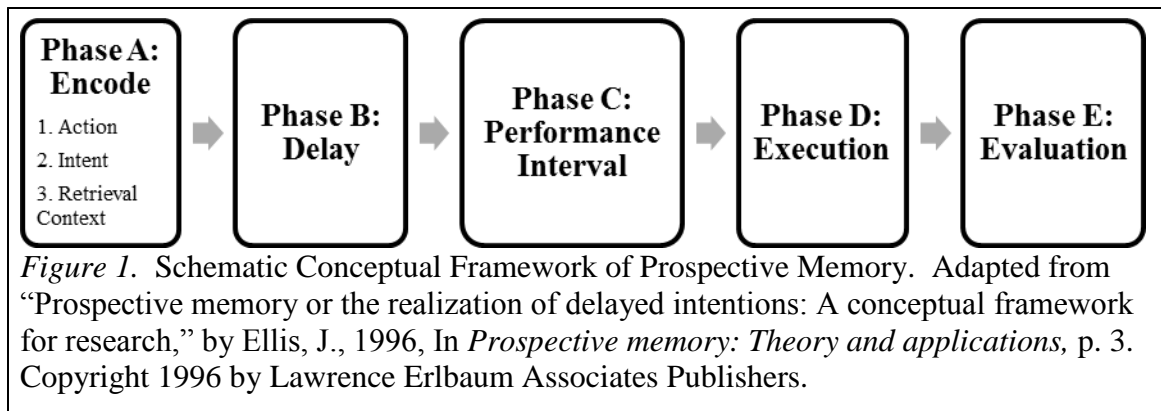 Phase A:
Encode
1. Action
2. Intent
3. Retrieval
Context
Phase B:
Delay
Phase C:
Performance
Interval
Phase D:
Execution
Phase E:
Evaluation
Figure 1.  Schematic Conceptual Framework of Prospective Memory.  Adapted from
“Prospective memory or the realization of delayed intentions: A conceptual framework
for research,” by Ellis, J., 1996, In Prospective memory: Theory and applications, p. 3.
Copyright 1996 by Lawrence Erlbaum Associates Publishers.